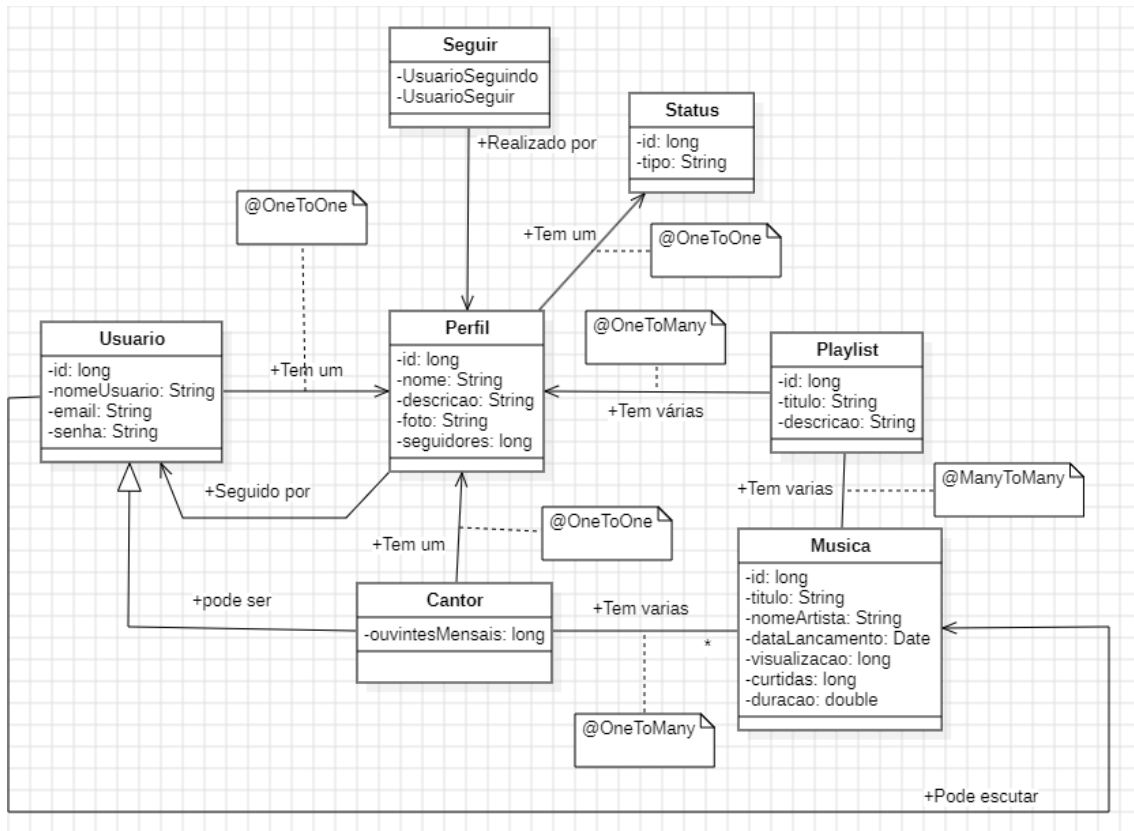 Seguir
-UsuarioSeguindo
-UsuarioSeguir
Status
-id: long
-tipo: String
+Realizado por
@OneToOne
+Tem um
@OneToOne
Usuario
-id: long
-nomeUsuario: String
-email: String
-senha: String
+Tem um
Perfil
-id: long
-nome: String
-descricao: String
-foto: String
-seguidores: long
@OneToMany
+Tem várias
Playlist
-id: long
-titulo: String
-descricao: String
+Seguido por
+Tem um
@OneToOne
+Tem varias
@ManyToMany
+pode ser
Cantor
-ouvintesMensais: long
+Tem varias
*
@OneToMany
Musica
-id: long
-titulo: String
-nomeArtista: String
-dataLancamento: Date
-visualizacao: long
-curtidas: long
-duracao: double
+Pode escutar